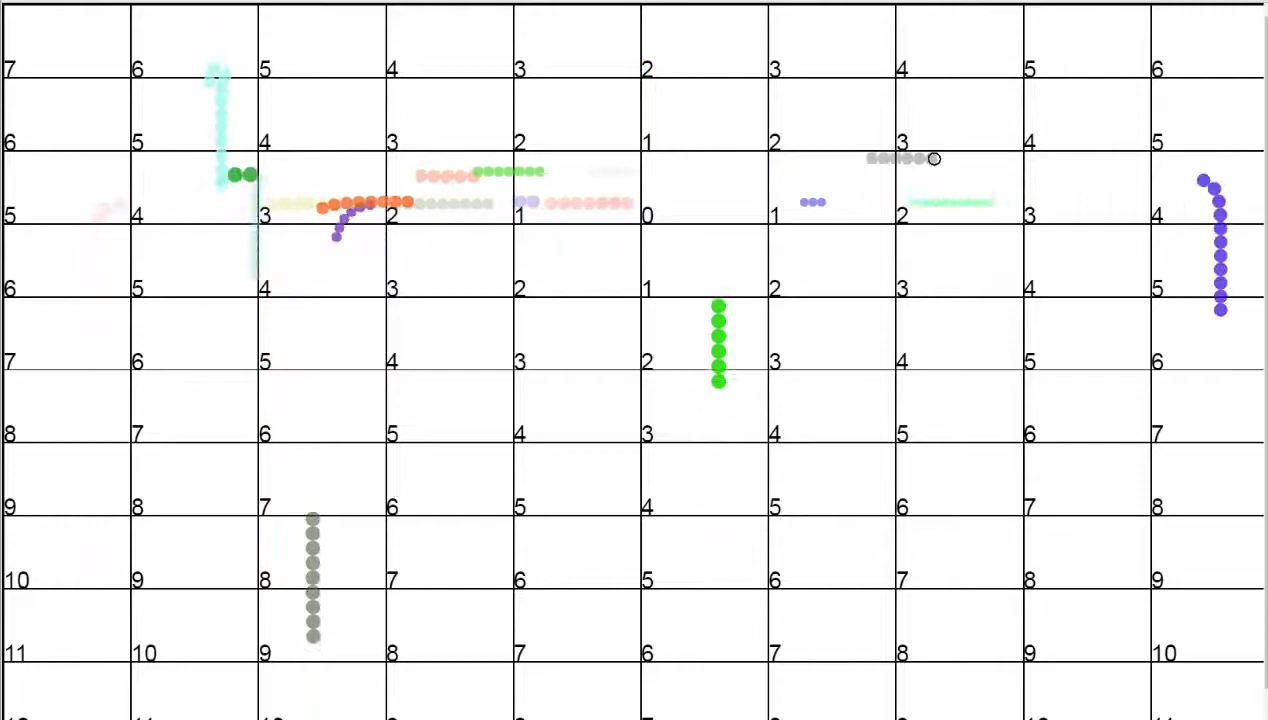 7 6 5 4 3 2 3 4 5 6
6 5 4 3 2 1 2 3 4 5
5 4 3 2 1 0 1 2 3 4
6 5 4 3 2 1 2 3 4 5
7 6 5 4 3 2 3 4 5 6
8 7 6 5 4 3 4 5 6 7
9 8 7 6 5 4 5 6 7 8
10 9 8 7 6 5 6 7 8 9
11 10 9 8 7 6 7 8 9 10